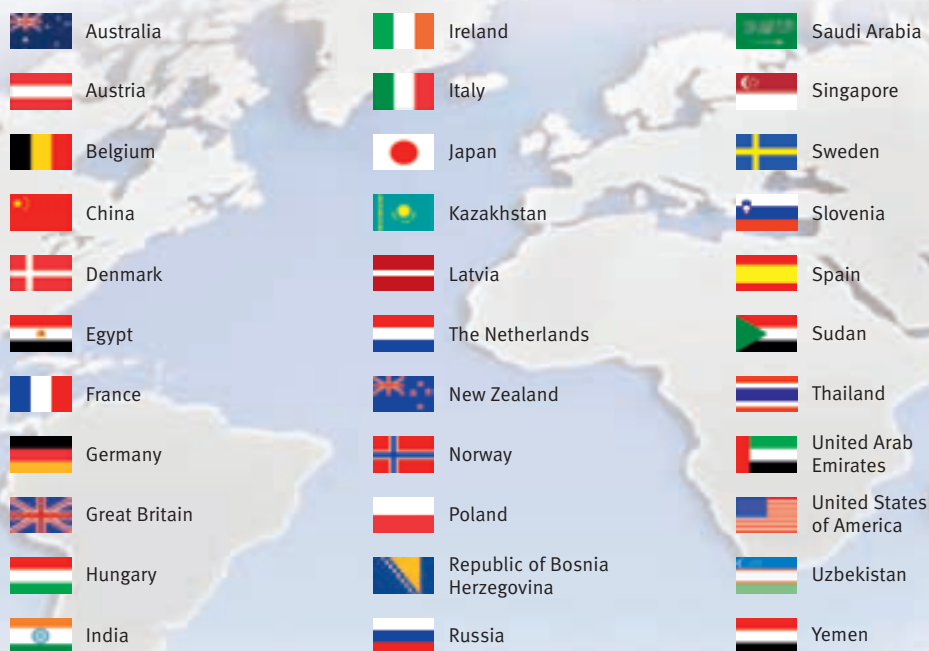 Australia
Austria
Belgium
China
Denmark
Egypt
France
Germany
Great Britain
Hungary
India
Ireland
Italy
Japan
Kazakhstan
Latvia
The Netherlands
New Zealand
Norway
Poland
Republic of Bosnia
Herzegovina
Russia
Saudi Arabia
Singapore
Sweden
Slovenia
Spain
Sudan
Thailand
United Arab
Emirates
United States
of America
Uzbekistan
Yemen